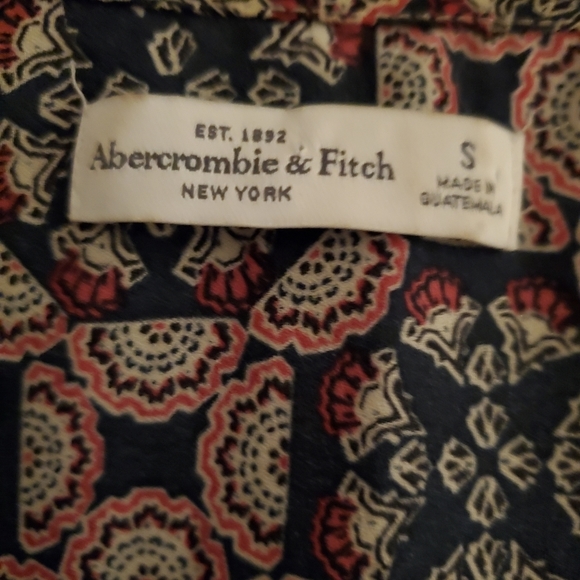 EST. 1892
Abercrombie & Fitch
NEW YORK
S
MADE IN
GUATEMALA